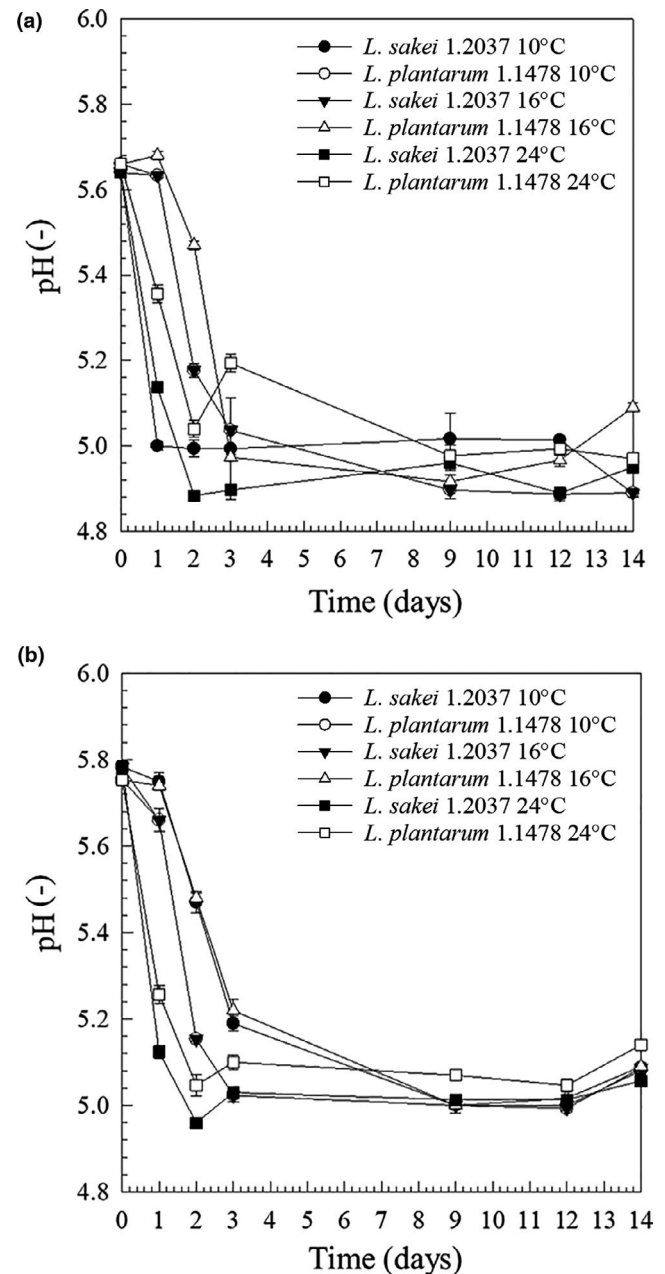 (a)
6.0
5.8
5.6
5.4
5.2
5.0
4.8
pH (-)
L. sakei 1.2037 10°C
L. plantarum 1.1478 10°C
L. sakei 1.2037 16°C
L. plantarum 1.1478 16°C
L. sakei 1.2037 24°C
L. plantarum 1.1478 24°C
0 1 2 3 4 5 6 7 8 9 10 11 12 13 14
Time (days)
(b)
6.0
5.8
5.6
5.4
5.2
5.0
4.8
pH (-)
L. sakei 1.2037 10°C
L. plantarum 1.1478 10°C
L. sakei 1.2037 16°C
L. plantarum 1.1478 16°C
L. sakei 1.2037 24°C
L. plantarum 1.1478 24°C
0 1 2 3 4 5 6 7 8 9 10 11 12 13 14
Time (days)